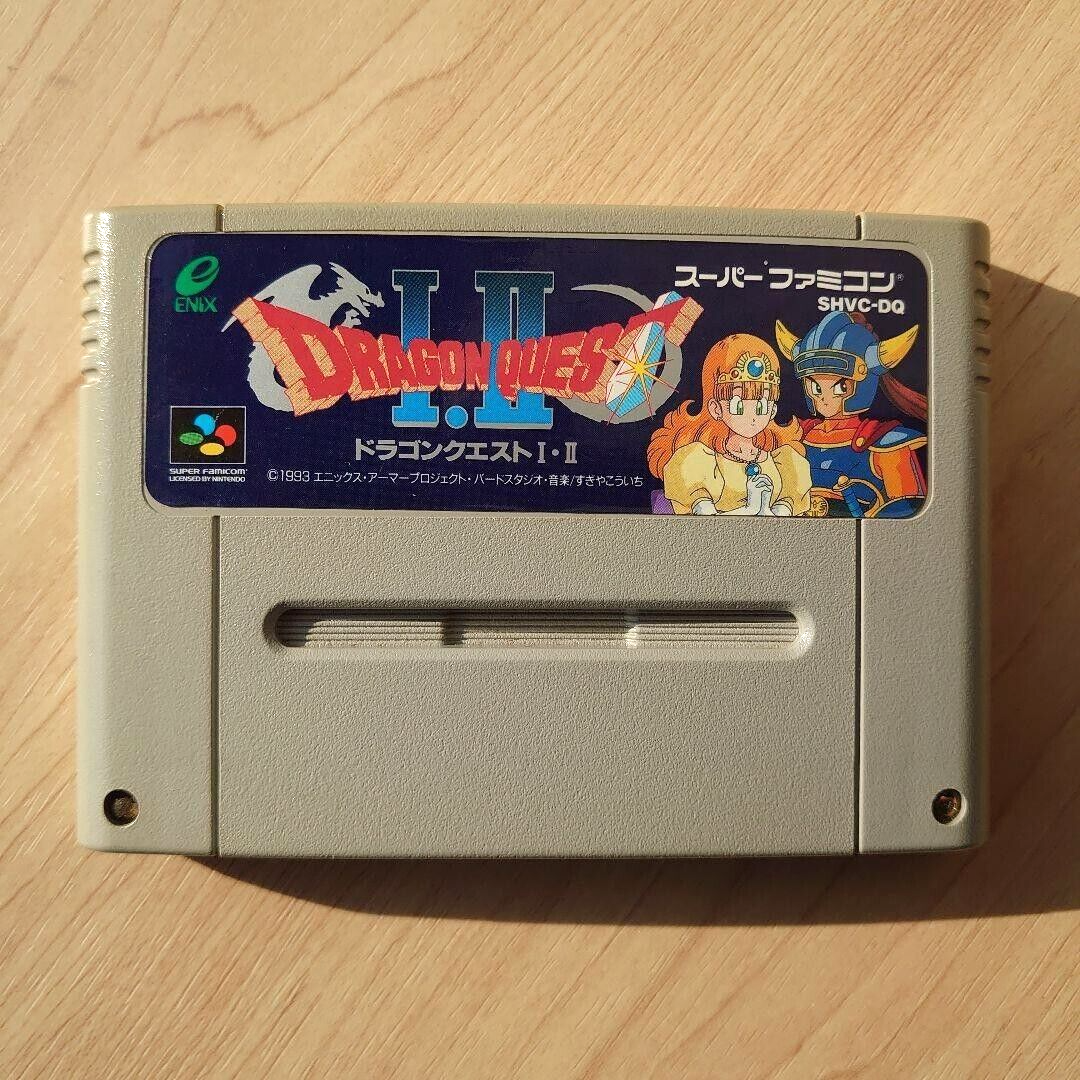 ENIX
I.II
DRAGON QUEST
ドラゴンクエストI・II
スーパーファミコン®
SHVC-DQ
SUPER FAMICOM
LICENSED BY NINTENDO
©1993 エニックス・アーマープロジェクト・バードスタジオ・音楽/すぎやこういち